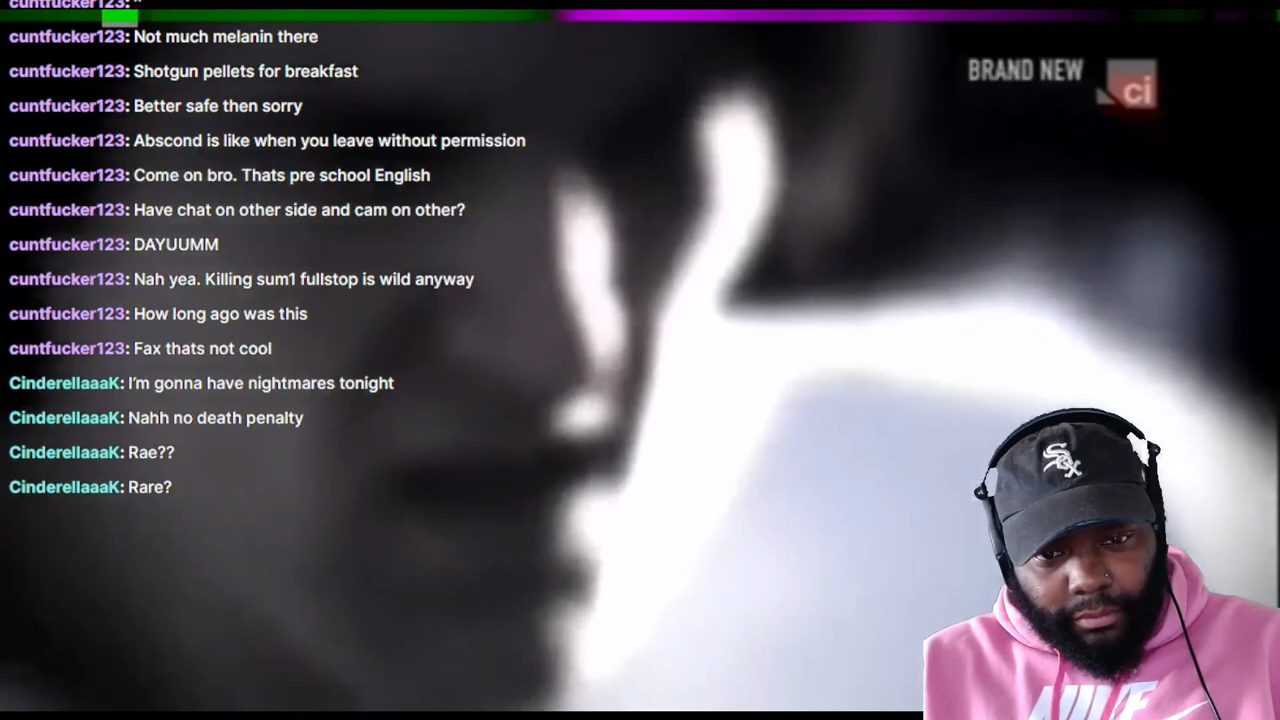 cuntfucker123: ^
cuntfucker123: Not much melanin there
cuntfucker123: Shotgun pellets for breakfast
cuntfucker123: Better safe then sorry
cuntfucker123: Abscond is like when you leave without permission
cuntfucker123: Come on bro. Thats pre school English
cuntfucker123: Have chat on other side and cam on other?
cuntfucker123: DAYUUMM
cuntfucker123: Nah yea. Killing sum1 fullstop is wild anyway
cuntfucker123: How long ago was this
cuntfucker123: Fax thats not cool
CinderellaaaK: I'm gonna have nightmares tonight
CinderellaaaK: Nahh no death penalty
CinderellaaaK: Rae??
CinderellaaaK: Rare?
BRAND NEW
ci
Sox
NIKE